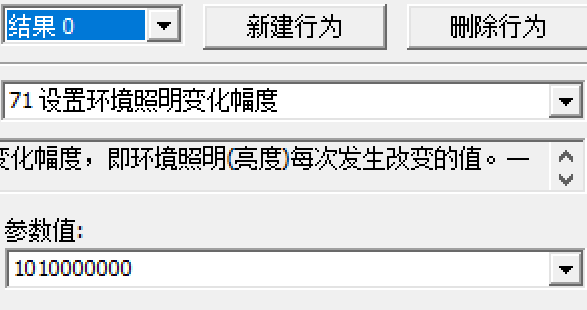 结果 0 新建行为 删除行为
71 设置环境照明变化幅度
变化幅度，即环境照明(亮度)每次发生改变的值。一
参数值:
1010000000